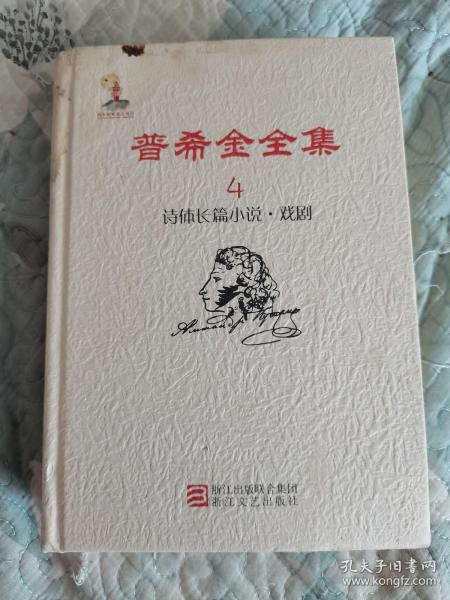 普希金全集
4
诗体长篇小说·戏剧
浙江出版联合集团
浙江文艺出版社
孔夫子旧书网
www.kongfz.com